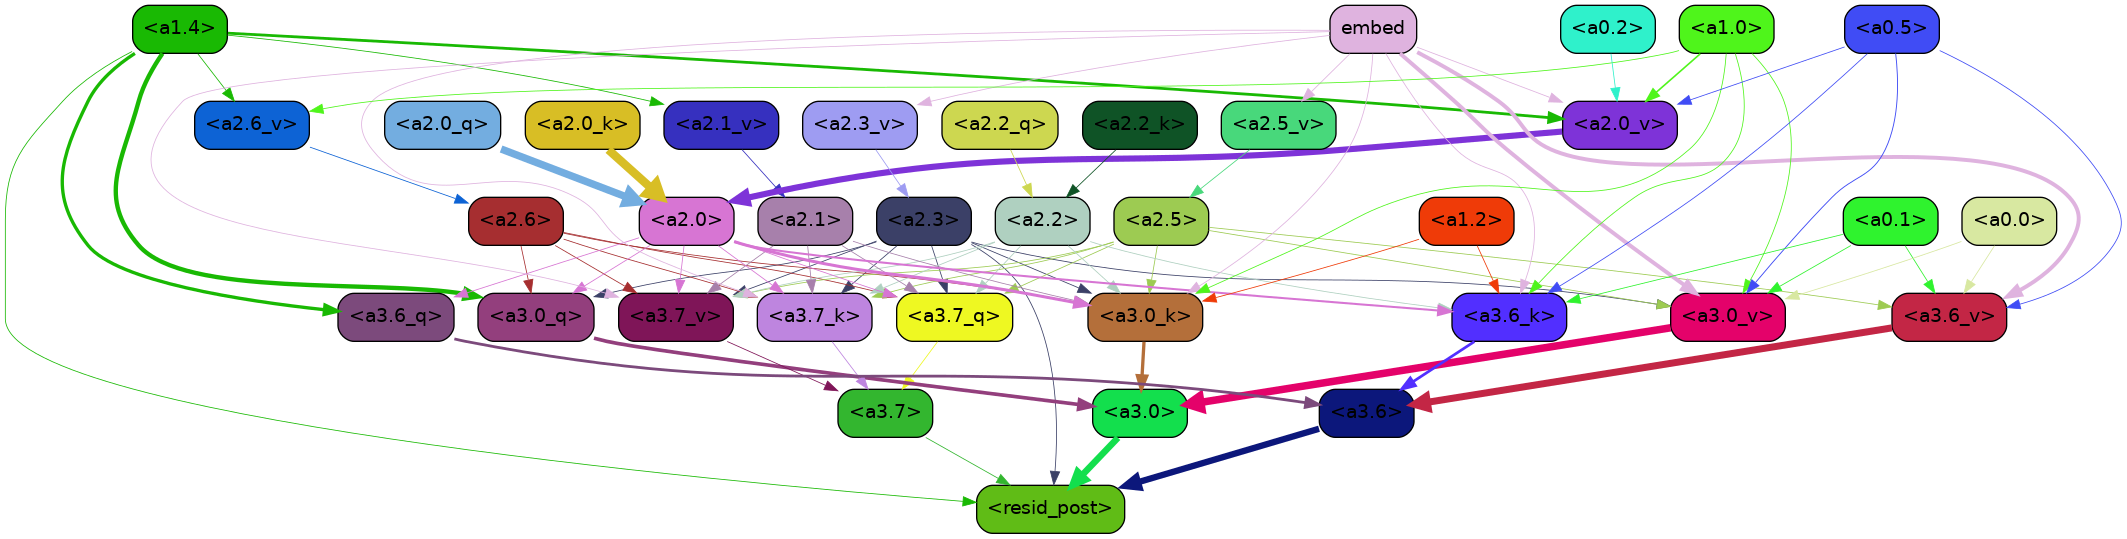 <a1.4> embed <a0.2> <a1.0> <a0.5>
<a2.6_v> <a2.0_q> <a2.0_k> <a2.1_v> <a2.3_v> <a2.2_q> <a2.2_k> <a2.5_v> <a2.0_v>
<a2.6> <a2.0> <a2.1> <a2.3> <a2.2> <a2.5> <a1.2> <a0.1> <a0.0>
<a3.6_q> <a3.0_q> <a3.7_v> <a3.7_k> <a3.7_q> <a3.0_k> <a3.6_k> <a3.0_v> <a3.6_v>
<a3.7> <a3.0> <a3.6>
<resid_post>